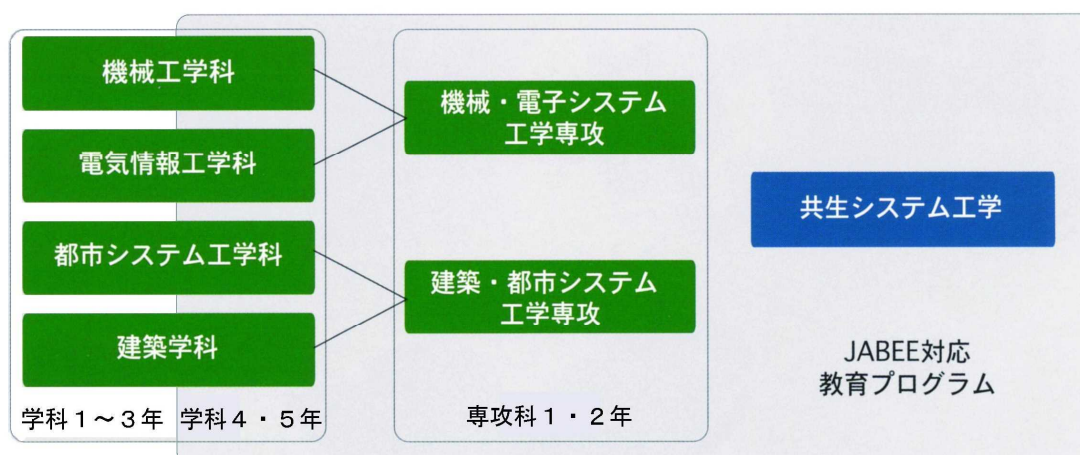 機械工学科
電気情報工学科
都市システム工学科
建築学科
学科１～３年
学科４・５年
機械・電子システム
工学専攻
建築・都市システム
工学専攻
専攻科１・２年
共生システム工学
JABEE対応
教育プログラム